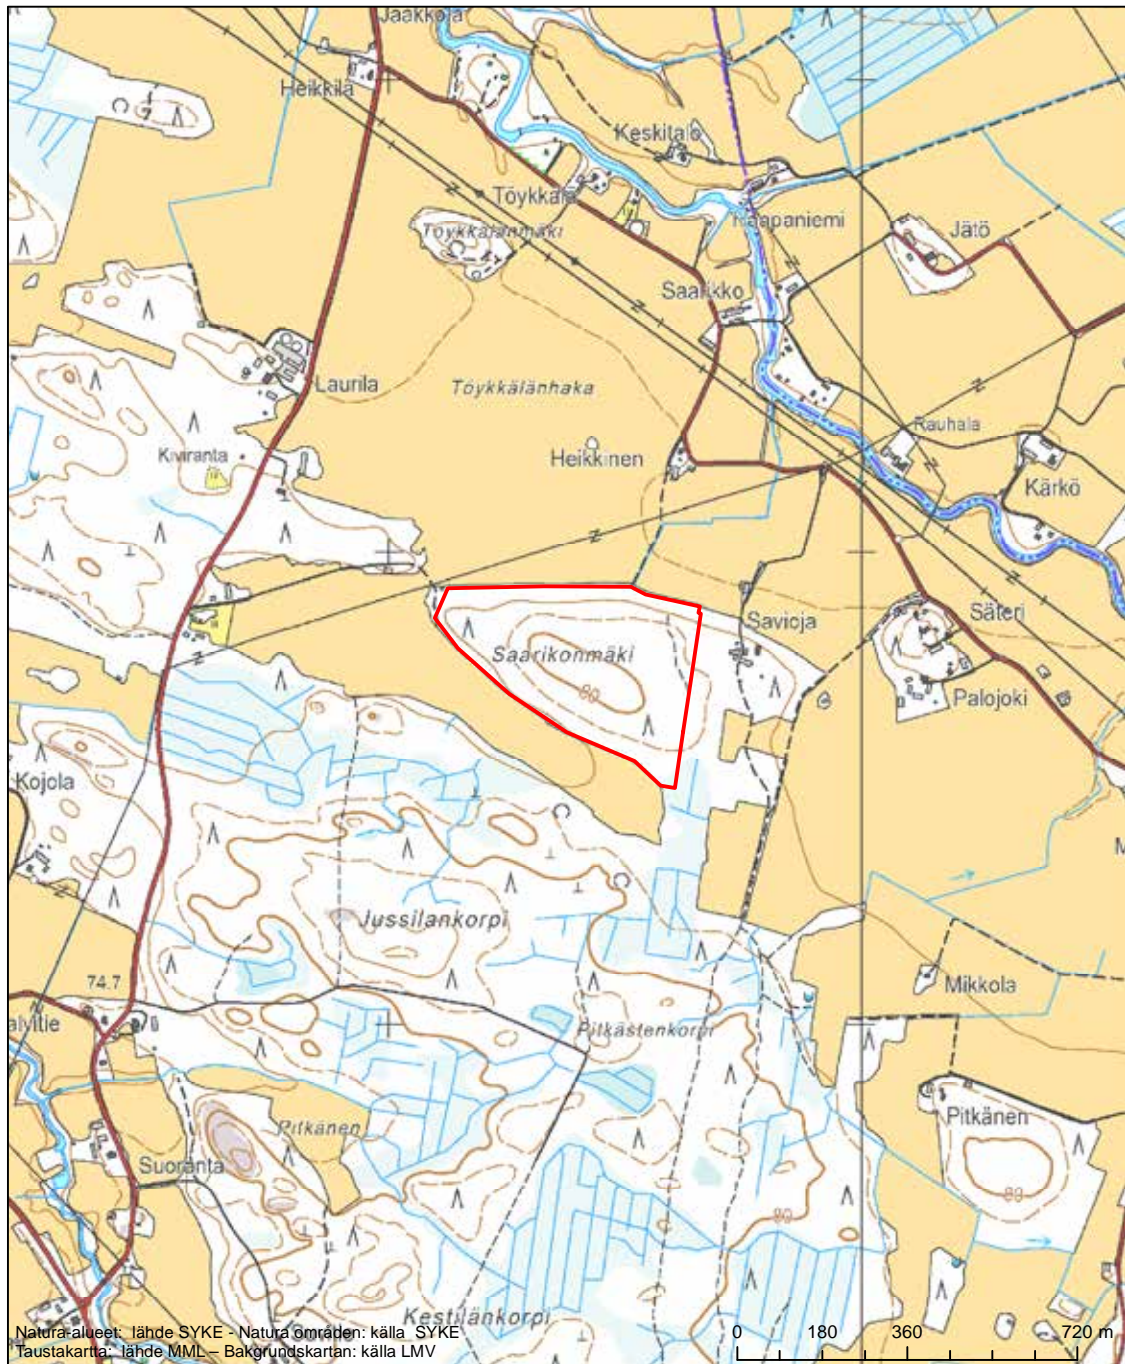 Jaakkola
Heikkilä
Keskitalo
Töykkälä
Töykkälänmäki
Kaapaniemi
Jätö
Saarikko
Laurila
Töykkälänhaka
Rauhala
Kiviranta
Heikkinen
Kärkö
Savioja
Säteri
Saarikonmäki
80
Palojoki
Kojola
Jussilankorpi
74.7
Mikkola
Pitkästenkorpi
Pitkänen
Pitkänen
Suoranta
80
80
Kestilänkorpi
Natura-alueet: lähde SYKE - Natura områden: källa SYKE
Taustakartta: lähde MML – Bakgrundskartan: källa LMV
0 180 360 720 m